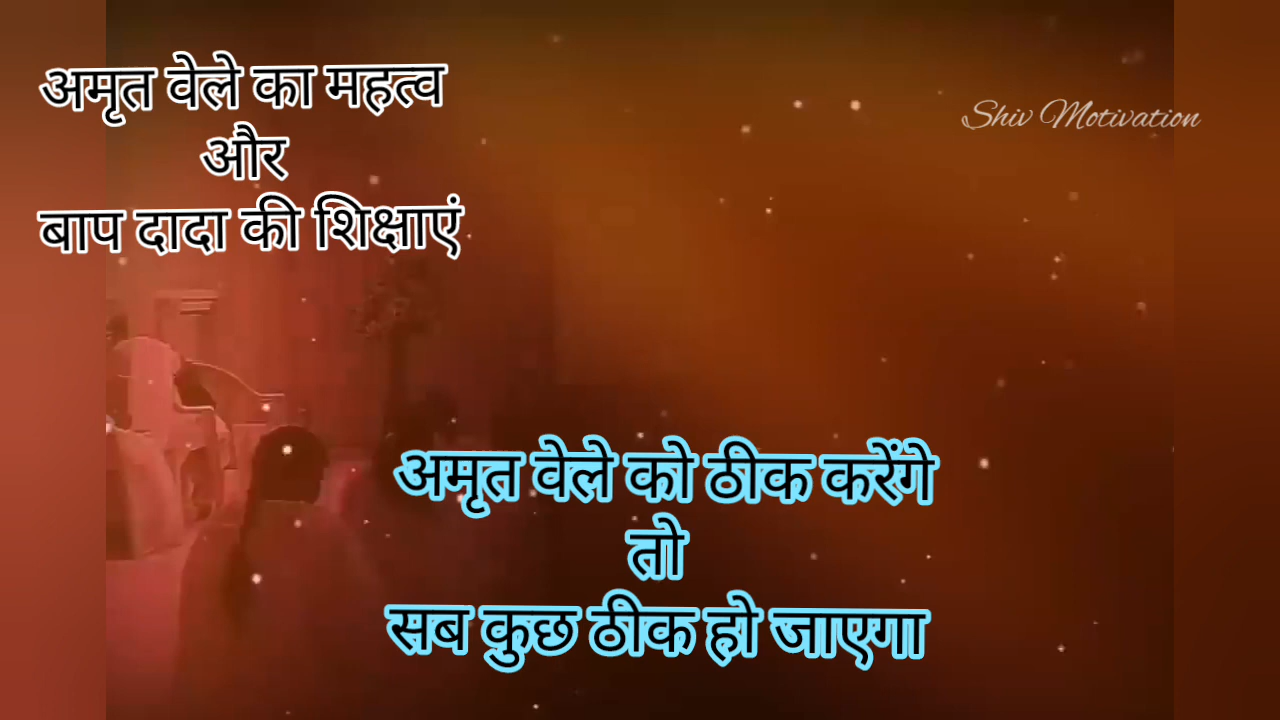 अमृत वेले का महत्व
और
बाप दादा की शिक्षाएं
Shiv Motivation
अमृत वेले को ठीक करेंगे
तो
सब कुछ ठीक हो जाएगा